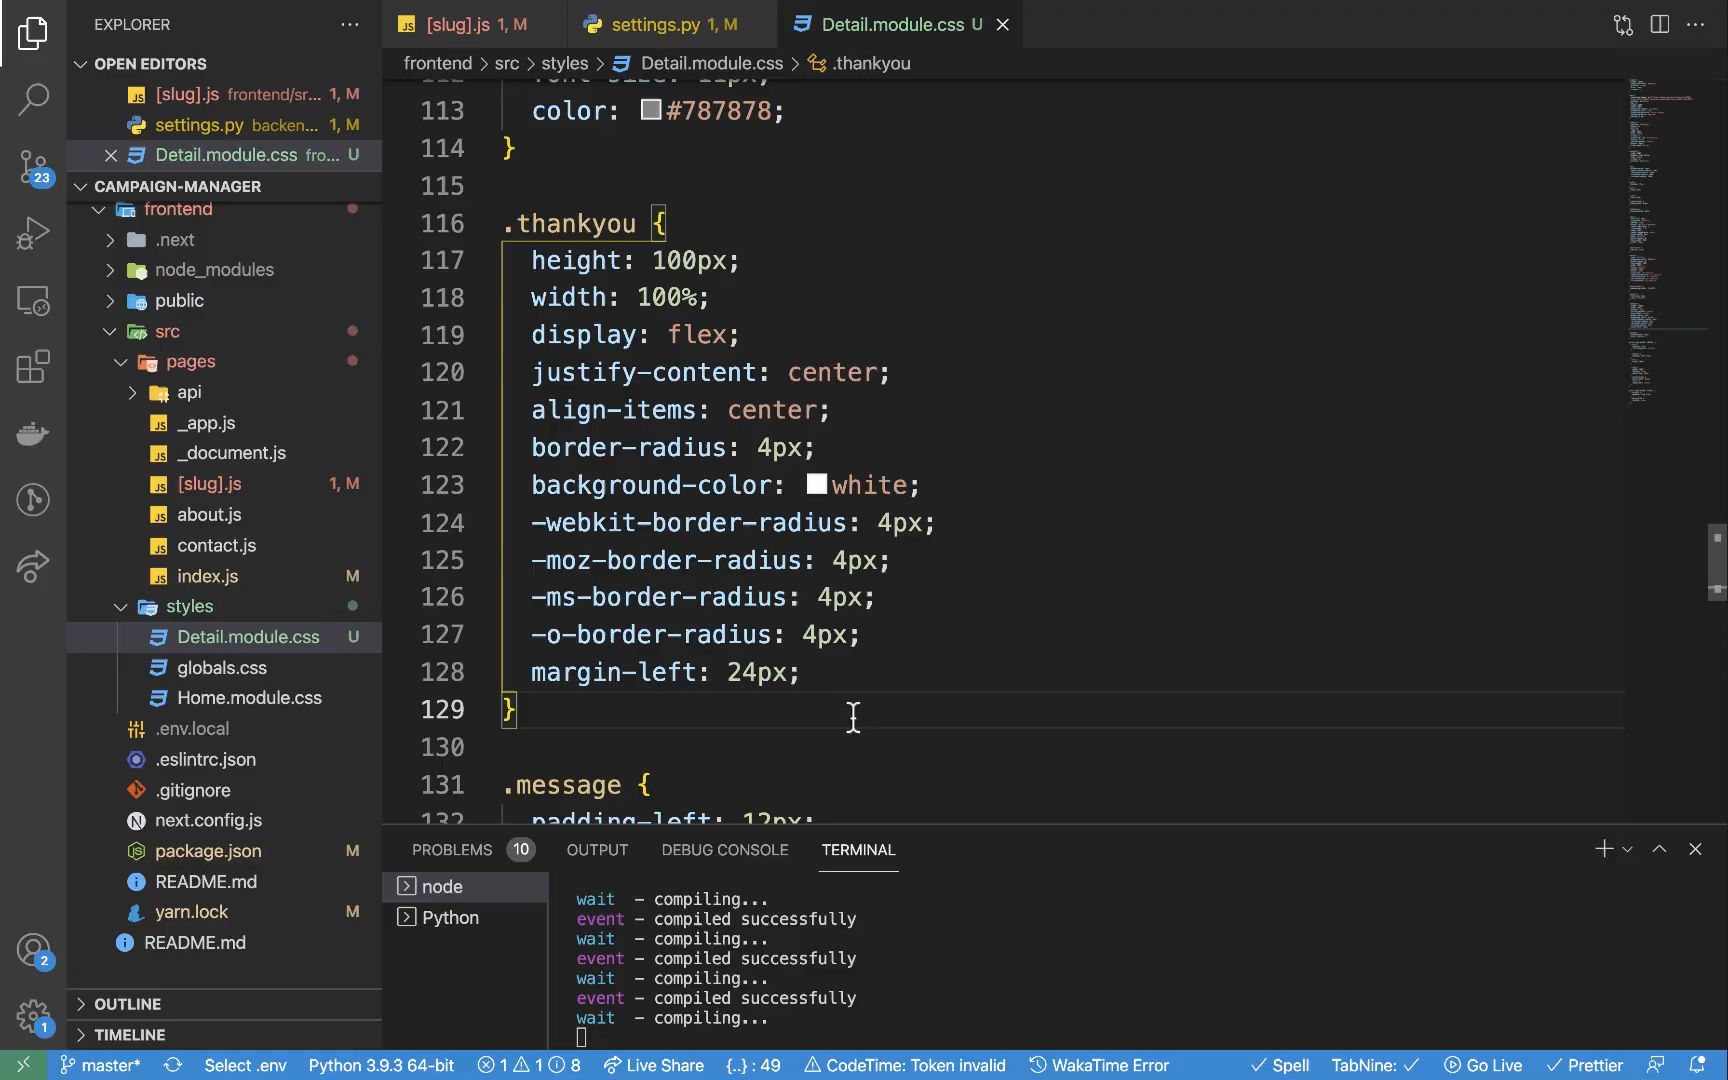 EXPLORER
OPEN EDITORS
[slug].js frontend/sr... 1, M
settings.py backen... 1, M
Detail.module.css fro... U
CAMPAIGN-MANAGER
frontend
.next
node_modules
public
src
pages
api
_app.js
_document.js
[slug].js 1, M
about.js
contact.js
index.js M
styles
Detail.module.css U
globals.css
Home.module.css
.env.local
.eslintrc.json
.gitignore
next.config.js
package.json M
README.md
yarn.lock M
README.md
OUTLINE
TIMELINE
23
2
1
[slug].js 1, M
settings.py 1, M
Detail.module.css U
frontend > src > styles > Detail.module.css > .thankyou
112 font-size: 11px;
113 color: #787878;
114 }
115
116 .thankyou {
117 height: 100px;
118 width: 100%;
119 display: flex;
120 justify-content: center;
121 align-items: center;
122 border-radius: 4px;
123 background-color: white;
124 -webkit-border-radius: 4px;
125 -moz-border-radius: 4px;
126 -ms-border-radius: 4px;
127 -o-border-radius: 4px;
128 margin-left: 24px;
129 }
130
131 .message {
132 padding-left: 12px;
PROBLEMS 10 OUTPUT DEBUG CONSOLE TERMINAL
node
Python
wait - compiling...
event - compiled successfully
wait - compiling...
event - compiled successfully
wait - compiling...
event - compiled successfully
wait - compiling...
master* Select .env Python 3.9.3 64-bit 1 1 8 Live Share {..} : 49 CodeTime: Token invalid WakaTime Error Spell TabNine: Go Live Prettier